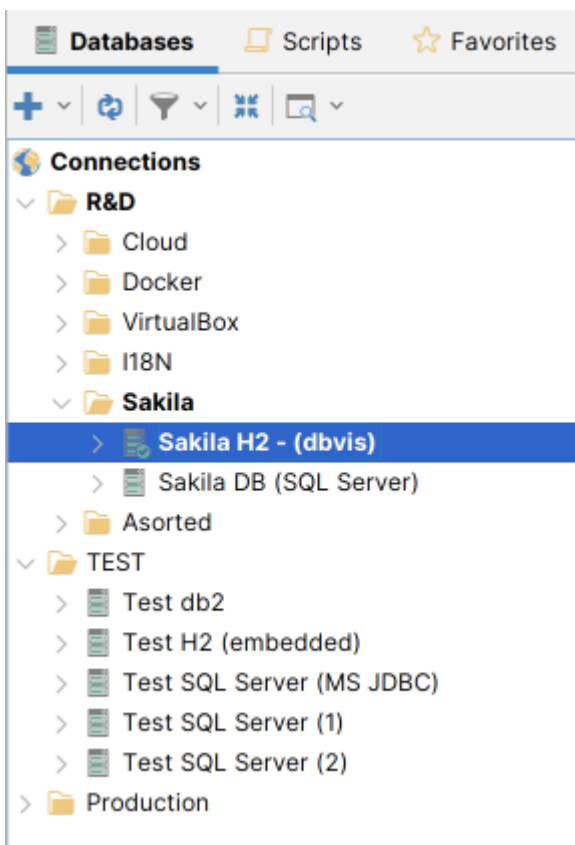 Databases Scripts Favorites
Connections
R&D
Cloud
Docker
VirtualBox
I18N
Sakila
Sakila H2 - (dbvis)
Sakila DB (SQL Server)
Asorted
TEST
Test db2
Test H2 (embedded)
Test SQL Server (MS JDBC)
Test SQL Server (1)
Test SQL Server (2)
Production